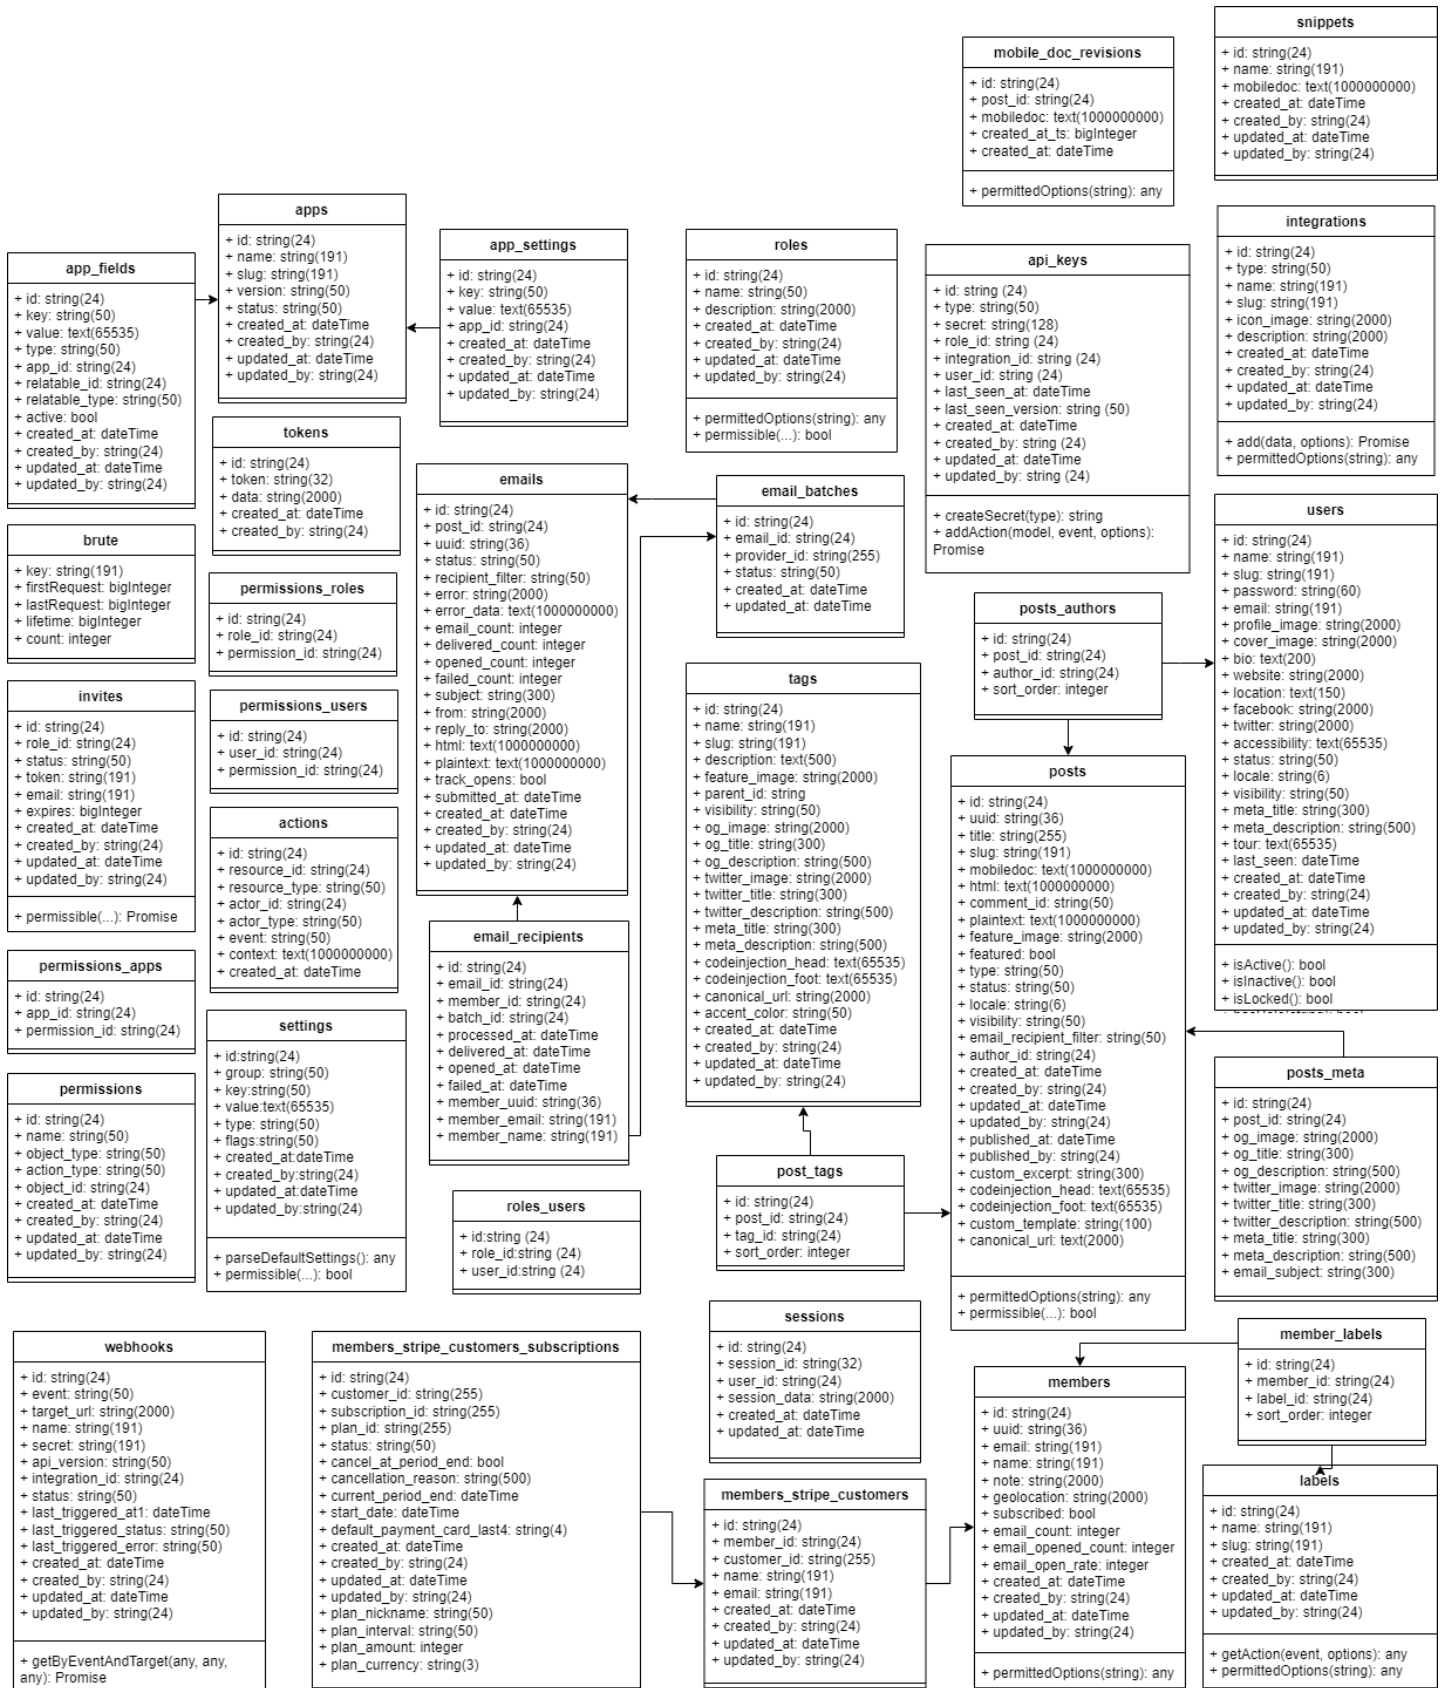 snippets
+ id: string(24)
+ name: string(191)
+ mobiledoc: text(1000000000)
+ created_at: dateTime
+ created_by: string(24)
+ updated_at: dateTime
+ updated_by: string(24)
mobile_doc_revisions
+ id: string(24)
+ post_id: string(24)
+ mobiledoc: text(1000000000)
+ created_at_ts: bigInteger
+ created_at: dateTime
+ permittedOptions(string): any
apps
+ id: string(24)
+ name: string(191)
+ slug: string(191)
+ version: string(50)
+ status: string(50)
+ created_at: dateTime
+ created_by: string(24)
+ updated_at: dateTime
+ updated_by: string(24)
app_settings
+ id: string(24)
+ key: string(50)
+ value: text(65535)
+ app_id: string(24)
+ created_at: dateTime
+ created_by: string(24)
+ updated_at: dateTime
+ updated_by: string(24)
roles
+ id: string(24)
+ name: string(50)
+ description: string(2000)
+ created_at: dateTime
+ created_by: string(24)
+ updated_at: dateTime
+ updated_by: string(24)
+ permittedOptions(string): any
+ permissible(...): bool
api_keys
+ id: string (24)
+ type: string(50)
+ secret: string(128)
+ role_id: string (24)
+ integration_id: string (24)
+ user_id: string (24)
+ last_seen_at: dateTime
+ last_seen_version: string (50)
+ created_at: dateTime
+ created_by: string (24)
+ updated_at: dateTime
+ updated_by: string (24)
+ createSecret(type): string
+ addAction(model, event, options):
Promise
integrations
+ id: string(24)
+ type: string(50)
+ name: string(191)
+ slug: string(191)
+ icon_image: string(2000)
+ description: string(2000)
+ created_at: dateTime
+ created_by: string(24)
+ updated_at: dateTime
+ updated_by: string(24)
+ add(data, options): Promise
+ permittedOptions(string): any
app_fields
+ id: string(24)
+ key: string(50)
+ value: text(65535)
+ type: string(50)
+ app_id: string(24)
+ relatable_id: string(24)
+ relatable_type: string(50)
+ active: bool
+ created_at: dateTime
+ created_by: string(24)
+ updated_at: dateTime
+ updated_by: string(24)
tokens
+ id: string(24)
+ token: string(32)
+ data: string(2000)
+ created_at: dateTime
+ created_by: string(24)
emails
+ id: string(24)
+ post_id: string(24)
+ uuid: string(36)
+ status: string(50)
+ recipient_filter: string(50)
+ error: string(2000)
+ error_data: text(1000000000)
+ email_count: integer
+ delivered_count: integer
+ opened_count: integer
+ failed_count: integer
+ subject: string(300)
+ from: string(2000)
+ reply_to: string(2000)
+ html: text(1000000000)
+ plaintext: text(1000000000)
+ track_opens: bool
+ submitted_at: dateTime
+ created_at: dateTime
+ created_by: string(24)
+ updated_at: dateTime
+ updated_by: string(24)
email_batches
+ id: string(24)
+ email_id: string(24)
+ provider_id: string(255)
+ status: string(50)
+ created_at: dateTime
+ updated_at: dateTime
users
+ id: string(24)
+ name: string(191)
+ slug: string(191)
+ password: string(60)
+ email: string(191)
+ profile_image: string(2000)
+ cover_image: string(2000)
+ bio: text(200)
+ website: string(2000)
+ location: text(150)
+ facebook: string(2000)
+ twitter: string(2000)
+ accessibility: text(65535)
+ status: string(50)
+ locale: string(6)
+ visibility: string(50)
+ meta_title: string(300)
+ meta_description: string(500)
+ tour: text(65535)
+ last_seen: dateTime
+ created_at: dateTime
+ created_by: string(24)
+ updated_at: dateTime
+ updated_by: string(24)
+ isActive(): bool
+ isInactive(): bool
+ isLocked(): bool
brute
+ key: string(191)
+ firstRequest: bigInteger
+ lastRequest: bigInteger
+ lifetime: bigInteger
+ count: integer
permissions_roles
+ id: string(24)
+ role_id: string(24)
+ permission_id: string(24)
posts_authors
+ id: string(24)
+ post_id: string(24)
+ author_id: string(24)
+ sort_order: integer
tags
+ id: string(24)
+ name: string(191)
+ slug: string(191)
+ description: text(500)
+ feature_image: string(2000)
+ parent_id: string
+ visibility: string(50)
+ og_image: string(2000)
+ og_title: string(300)
+ og_description: string(500)
+ twitter_image: string(2000)
+ twitter_title: string(300)
+ twitter_description: string(500)
+ meta_title: string(300)
+ meta_description: string(500)
+ codeinjection_head: text(65535)
+ codeinjection_foot: text(65535)
+ canonical_url: string(2000)
+ accent_color: string(50)
+ created_at: dateTime
+ created_by: string(24)
+ updated_at: dateTime
+ updated_by: string(24)
invites
+ id: string(24)
+ role_id: string(24)
+ status: string(50)
+ token: string(191)
+ email: string(191)
+ expires: bigInteger
+ created_at: dateTime
+ created_by: string(24)
+ updated_at: dateTime
+ updated_by: string(24)
+ permissible(...): Promise
permissions_users
+ id: string(24)
+ user_id: string(24)
+ permission_id: string(24)
posts
+ id: string(24)
+ uuid: string(36)
+ title: string(255)
+ slug: string(191)
+ mobiledoc: text(1000000000)
+ html: text(1000000000)
+ comment_id: string(50)
+ plaintext: text(1000000000)
+ feature_image: string(2000)
+ featured: bool
+ type: string(50)
+ status: string(50)
+ locale: string(6)
+ visibility: string(50)
+ email_recipient_filter: string(50)
+ author_id: string(24)
+ created_at: dateTime
+ created_by: string(24)
+ updated_at: dateTime
+ updated_by: string(24)
+ published_at: dateTime
+ published_by: string(24)
+ custom_excerpt: string(300)
+ codeinjection_head: text(65535)
+ codeinjection_foot: text(65535)
+ custom_template: string(100)
+ canonical_url: text(2000)
+ permittedOptions(string): any
+ permissible(...): bool
actions
+ id: string(24)
+ resource_id: string(24)
+ resource_type: string(50)
+ actor_id: string(24)
+ actor_type: string(50)
+ event: string(50)
+ context: text(1000000000)
+ created_at: dateTime
email_recipients
+ id: string(24)
+ email_id: string(24)
+ member_id: string(24)
+ batch_id: string(24)
+ processed_at: dateTime
+ delivered_at: dateTime
+ opened_at: dateTime
+ failed_at: dateTime
+ member_uuid: string(36)
+ member_email: string(191)
+ member_name: string(191)
permissions_apps
+ id: string(24)
+ app_id: string(24)
+ permission_id: string(24)
settings
+ id:string(24)
+ group: string(50)
+ key:string(50)
+ value:text(65535)
+ type: string(50)
+ flags:string(50)
+ created_at:dateTime
+ created_by:string(24)
+ updated_at:dateTime
+ updated_by:string(24)
+ parseDefaultSettings(): any
+ permissible(...): bool
posts_meta
+ id: string(24)
+ post_id: string(24)
+ og_image: string(2000)
+ og_title: string(300)
+ og_description: string(500)
+ twitter_image: string(2000)
+ twitter_title: string(300)
+ twitter_description: string(500)
+ meta_title: string(300)
+ meta_description: string(500)
+ email_subject: string(300)
permissions
+ id: string(24)
+ name: string(50)
+ object_type: string(50)
+ action_type: string(50)
+ object_id: string(24)
+ created_at: dateTime
+ created_by: string(24)
+ updated_at: dateTime
+ updated_by: string(24)
post_tags
+ id: string(24)
+ post_id: string(24)
+ tag_id: string(24)
+ sort_order: integer
roles_users
+ id:string (24)
+ role_id:string (24)
+ user_id:string (24)
sessions
+ id: string(24)
+ session_id: string(32)
+ user_id: string(24)
+ session_data: string(2000)
+ created_at: dateTime
+ updated_at: dateTime
member_labels
+ id: string(24)
+ member_id: string(24)
+ label_id: string(24)
+ sort_order: integer
webhooks
+ id: string(24)
+ event: string(50)
+ target_url: string(2000)
+ name: string(191)
+ secret: string(191)
+ api_version: string(50)
+ integration_id: string(24)
+ status: string(50)
+ last_triggered_at1: dateTime
+ last_triggered_status: string(50)
+ last_triggered_error: string(50)
+ created_at: dateTime
+ created_by: string(24)
+ updated_at: dateTime
+ updated_by: string(24)
+ getByEventAndTarget(any, any,
any): Promise
members_stripe_customers_subscriptions
+ id: string(24)
+ customer_id: string(255)
+ subscription_id: string(255)
+ plan_id: string(255)
+ status: string(50)
+ cancel_at_period_end: bool
+ cancellation_reason: string(500)
+ current_period_end: dateTime
+ start_date: dateTime
+ default_payment_card_last4: string(4)
+ created_at: dateTime
+ created_by: string(24)
+ updated_at: dateTime
+ updated_by: string(24)
+ plan_nickname: string(50)
+ plan_interval: string(50)
+ plan_amount: integer
+ plan_currency: string(3)
members
+ id: string(24)
+ uuid: string(36)
+ email: string(191)
+ name: string(191)
+ note: string(2000)
+ geolocation: string(2000)
+ subscribed: bool
+ email_count: integer
+ email_opened_count: integer
+ email_open_rate: integer
+ created_at: dateTime
+ created_by: string(24)
+ updated_at: dateTime
+ updated_by: string(24)
+ permittedOptions(string): any
members_stripe_customers
+ id: string(24)
+ member_id: string(24)
+ customer_id: string(255)
+ name: string(191)
+ email: string(191)
+ created_at: dateTime
+ created_by: string(24)
+ updated_at: dateTime
+ updated_by: string(24)
labels
+ id: string(24)
+ name: string(191)
+ slug: string(191)
+ created_at: dateTime
+ created_by: string(24)
+ updated_at: dateTime
+ updated_by: string(24)
+ getAction(event, options): any
+ permittedOptions(string): any